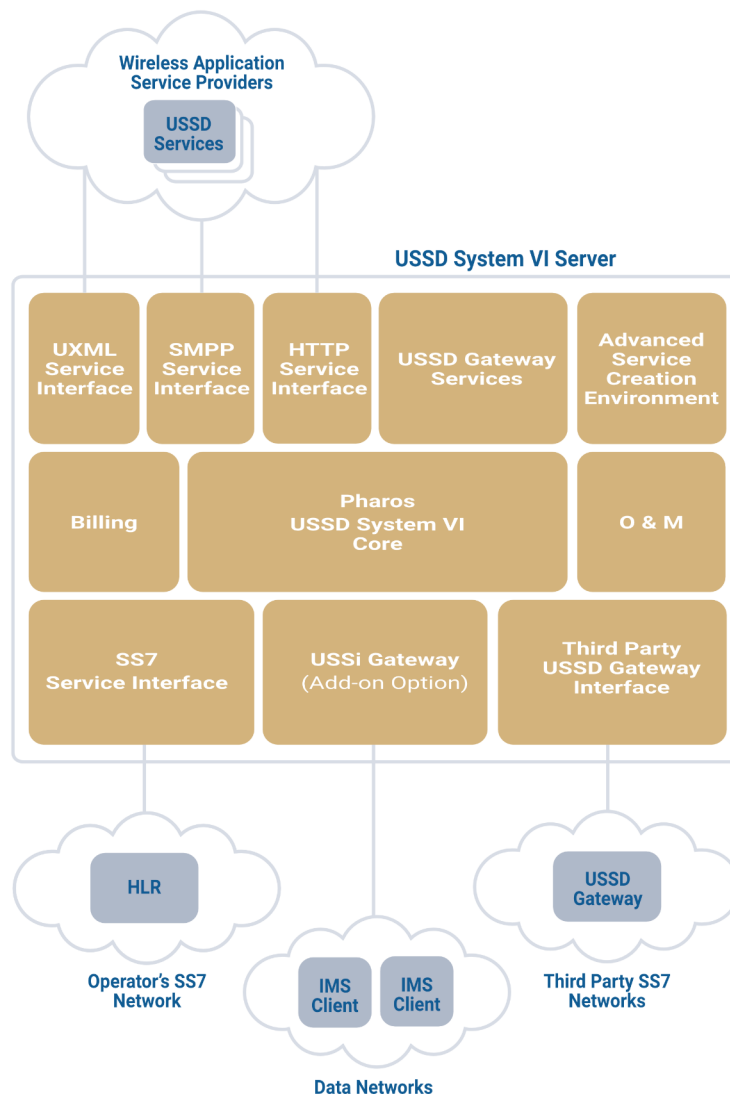 Wireless Application
Service Providers
USSD
Services
USSD System VI Server
UXML
Service
Interface
SMPP
Service
Interface
HTTP
Service
Interface
USSD Gateway
Services
Advanced
Service
Creation
Environment
Billing
Pharos
USSD System VI
Core
O & M
SS7
Service Interface
USSi Gateway
(Add-on Option)
Third Party
USSD Gateway
Interface
HLR
USSD
Gateway
Operator’s SS7
Network
IMS
Client
IMS
Client
Third Party SS7
Networks
Data Networks